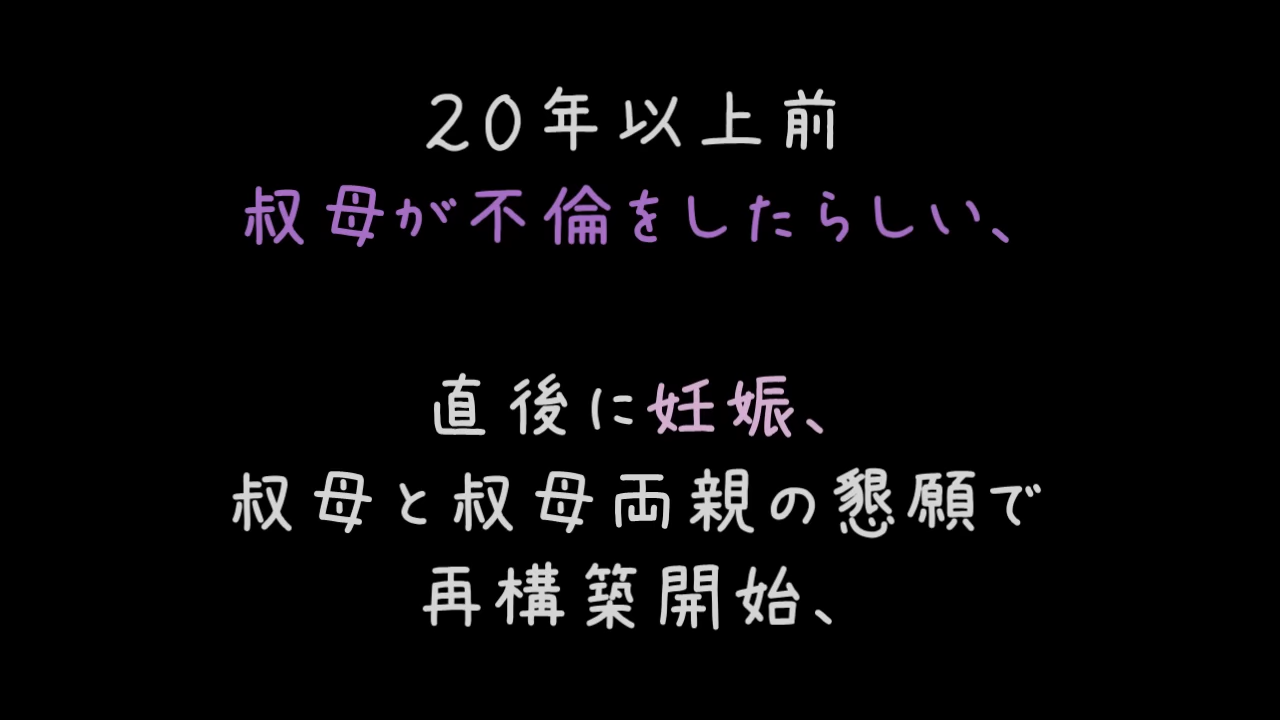 20年以上前
叔母が不倫をしたらしい、
直後に妊娠、
叔母と叔母両親の懇願で
再構築開始、